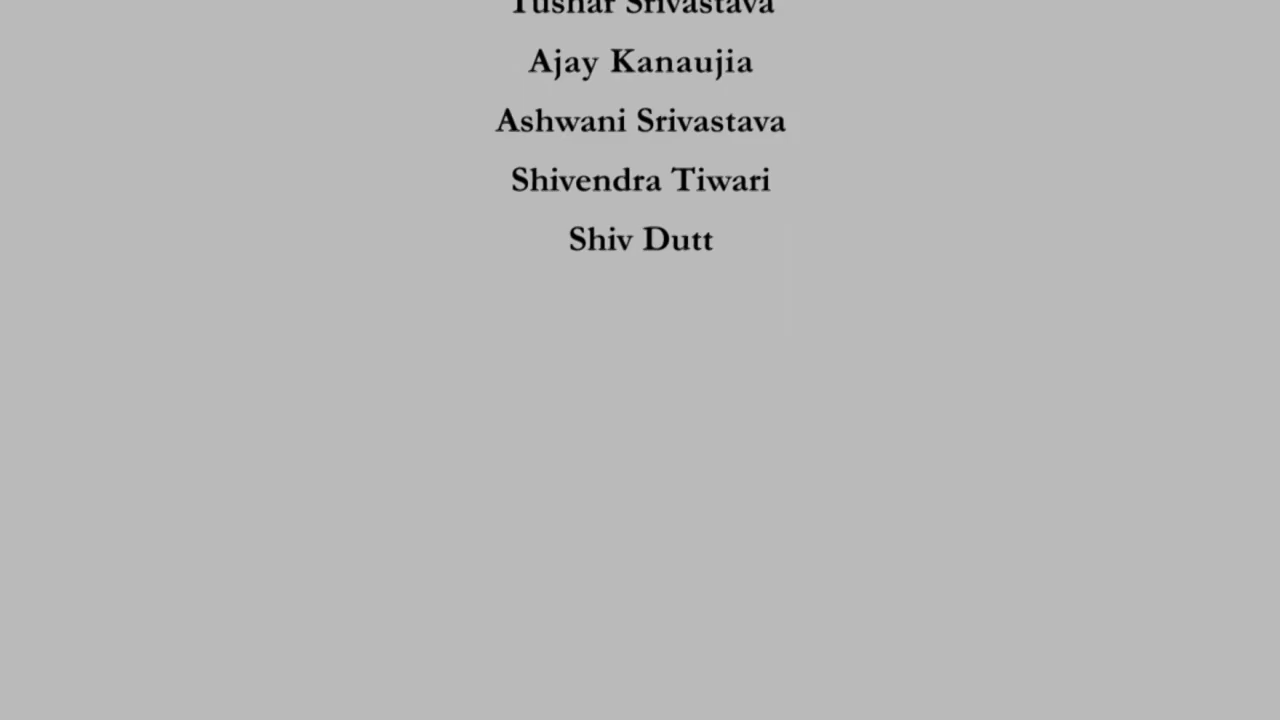 Tushar Srivastava
Ajay Kanaujia
Ashwani Srivastava
Shivendra Tiwari
Shiv Dutt